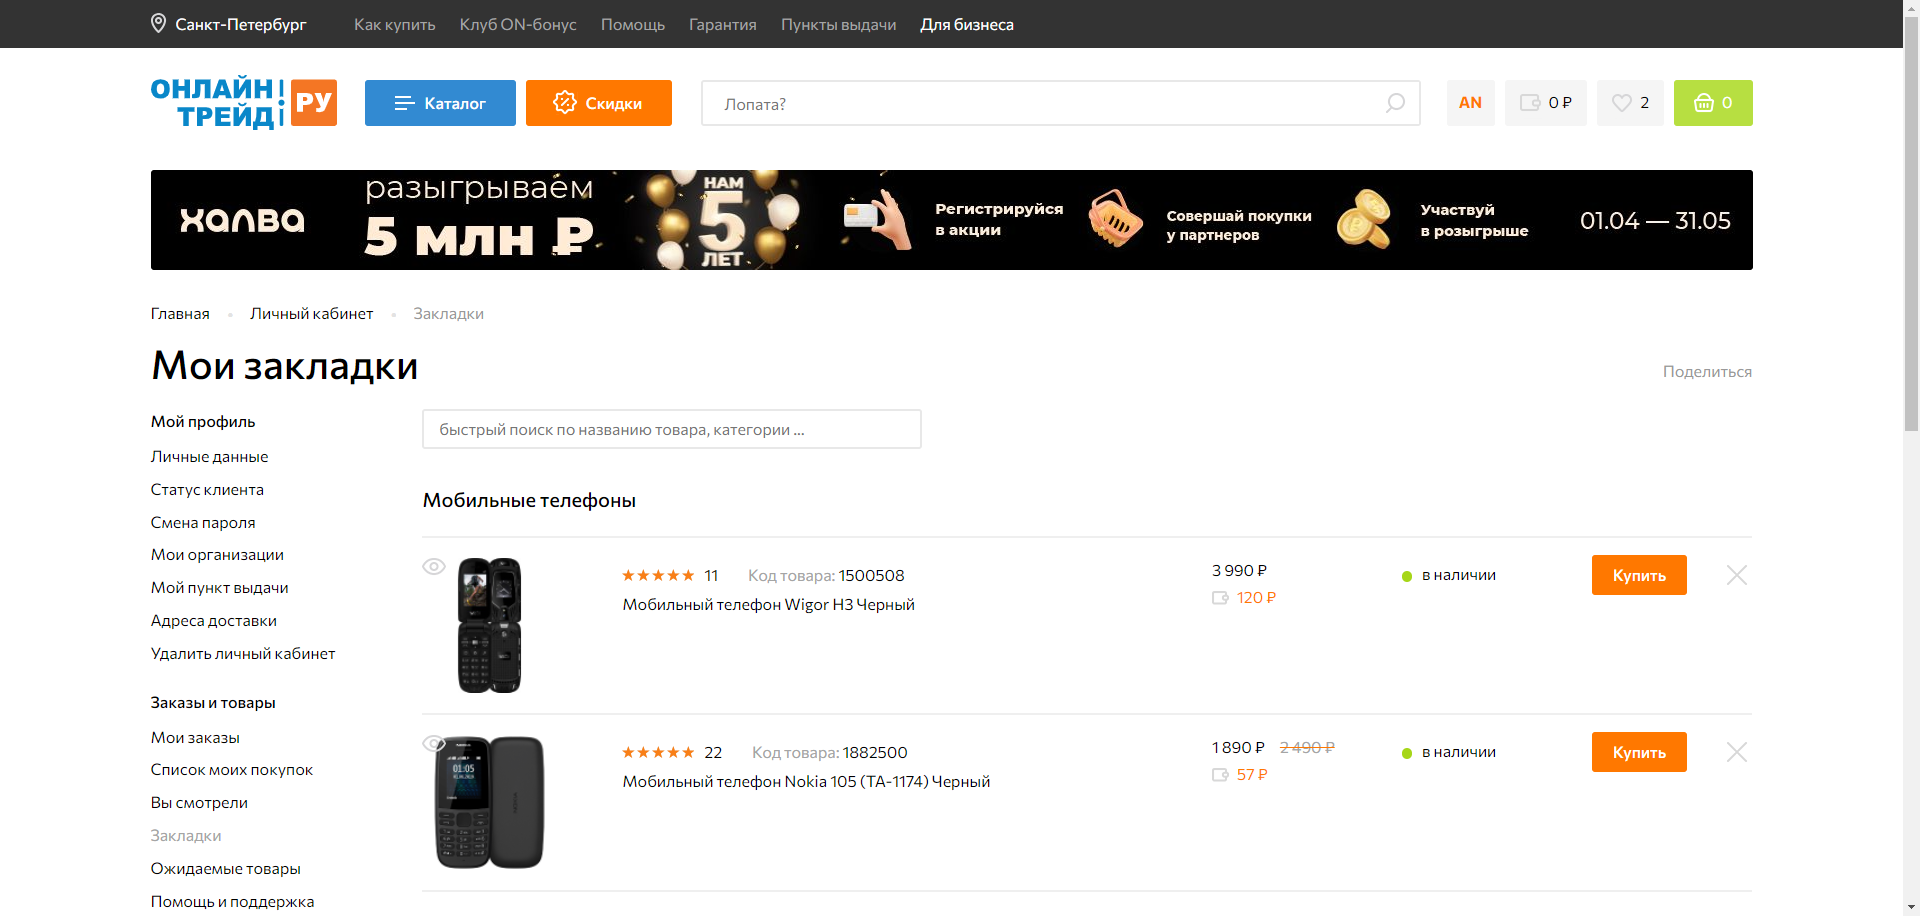 Санкт-Петербург
Как купить
Клуб ON-бонус
Помощь
Гарантия
Пункты выдачи
Для бизнеса
ОНЛАЙН
ТРЕЙД
РУ
Каталог
Скидки
Лопата?
AN
0 ₽
2
0
халва
разыгрываем
5 млн ₽
НАМ
5
ЛЕТ
Регистрируйся
в акции
Совершай покупки
у партнеров
Участвуй
в розыгрыше
01.04 — 31.05
Главная
Личный кабинет
Закладки
Мои закладки
Поделиться
Мой профиль
Личные данные
Статус клиента
Смена пароля
Мои организации
Мой пункт выдачи
Адреса доставки
Удалить личный кабинет
Заказы и товары
Мои заказы
Список моих покупок
Вы смотрели
Закладки
Ожидаемые товары
Помощь и поддержка
быстрый поиск по названию товара, категории ...
Мобильные телефоны
11
Код товара: 1500508
Мобильный телефон Wigor H3 Черный
3 990 ₽
120 ₽
в наличии
Купить
22
Код товара: 1882500
Мобильный телефон Nokia 105 (TA-1174) Черный
1 890 ₽ 2 490 ₽
57 ₽
в наличии
Купить
01:05